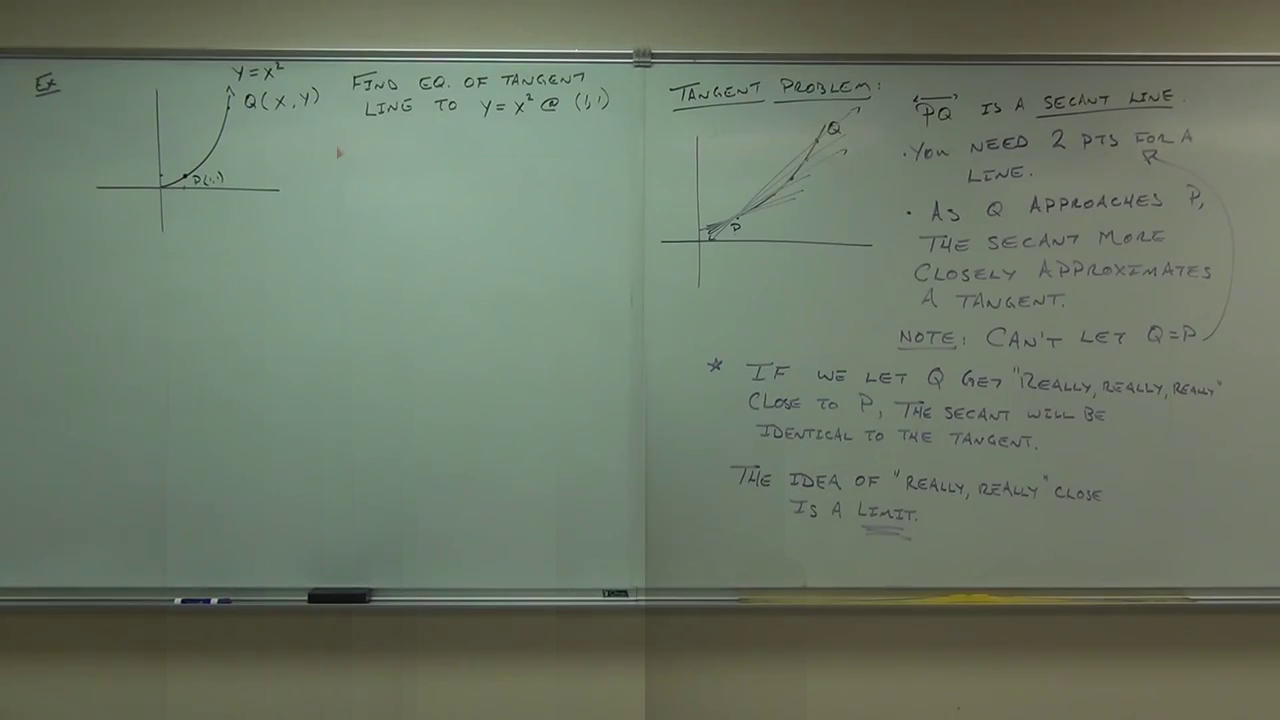 Ex
Y = X²
Q(X, Y)
P(1,1)
FIND EQ. OF TANGENT
LINE TO Y = X² @ (1,1)
TANGENT PROBLEM:
Q
P
PQ IS A SECANT LINE.
• YOU NEED 2 PTS FOR A
LINE.
• AS Q APPROACHES P,
THE SECANT MORE
CLOSELY APPROXIMATES
A TANGENT.
NOTE: CAN'T LET Q=P
* IF WE LET Q GET "REALLY, REALLY, REALLY"
CLOSE TO P, THE SECANT WILL BE
IDENTICAL TO THE TANGENT.
THE IDEA OF "REALLY, REALLY" CLOSE
IS A LIMIT.